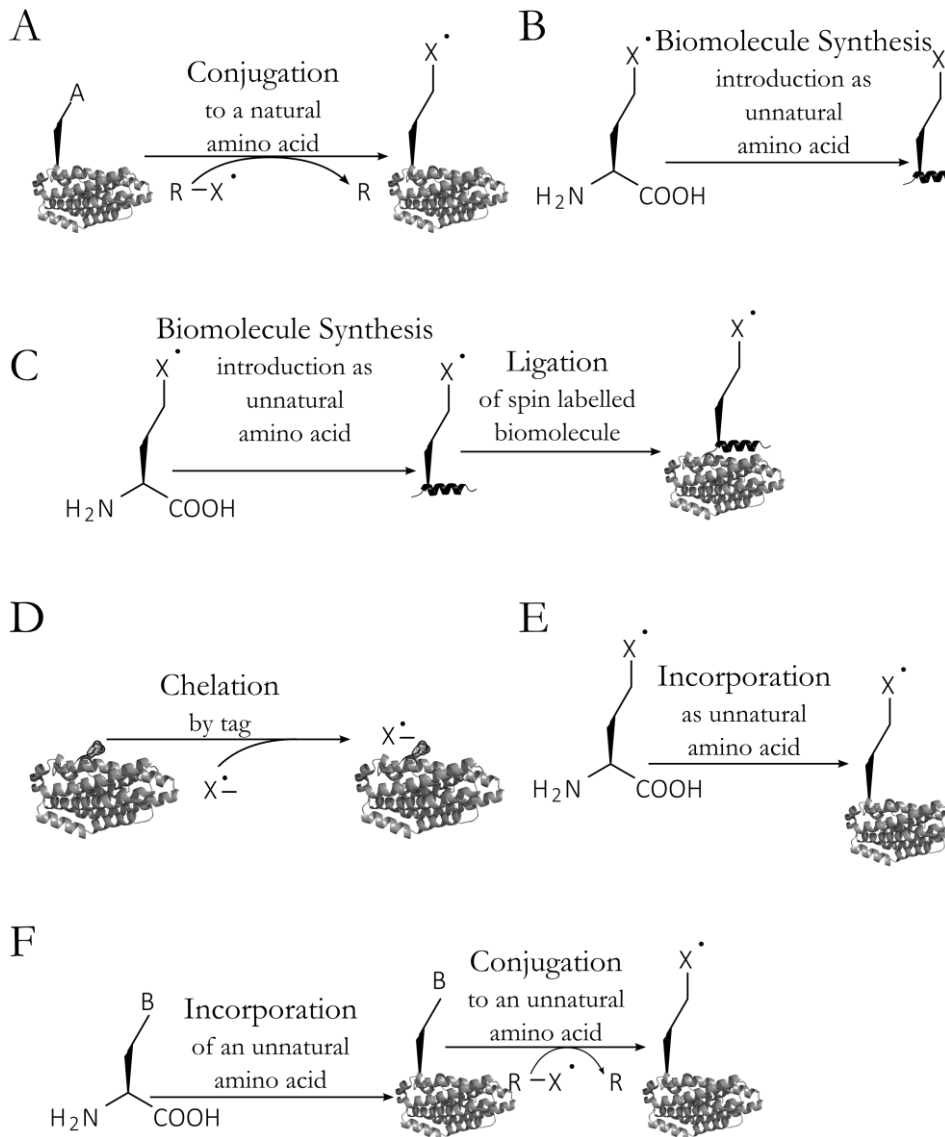 A
Conjugation
to a natural
amino acid
A
R
X•
R
X•
B
Biomolecule Synthesis
introduction as
unnatural
amino acid
X•
H₂N
COOH
X
C
Biomolecule Synthesis
introduction as
unnatural
amino acid
X•
H₂N
COOH
X•
Ligation
of spin labelled
biomolecule
X•
D
Chelation
by tag
X•
X•
E
X•
H₂N
COOH
Incorporation
as unnatural
amino acid
X•
F
B
H₂N
COOH
Incorporation
of an unnatural
amino acid
B
Conjugation
to an unnatural
amino acid
R
X•
R
X•